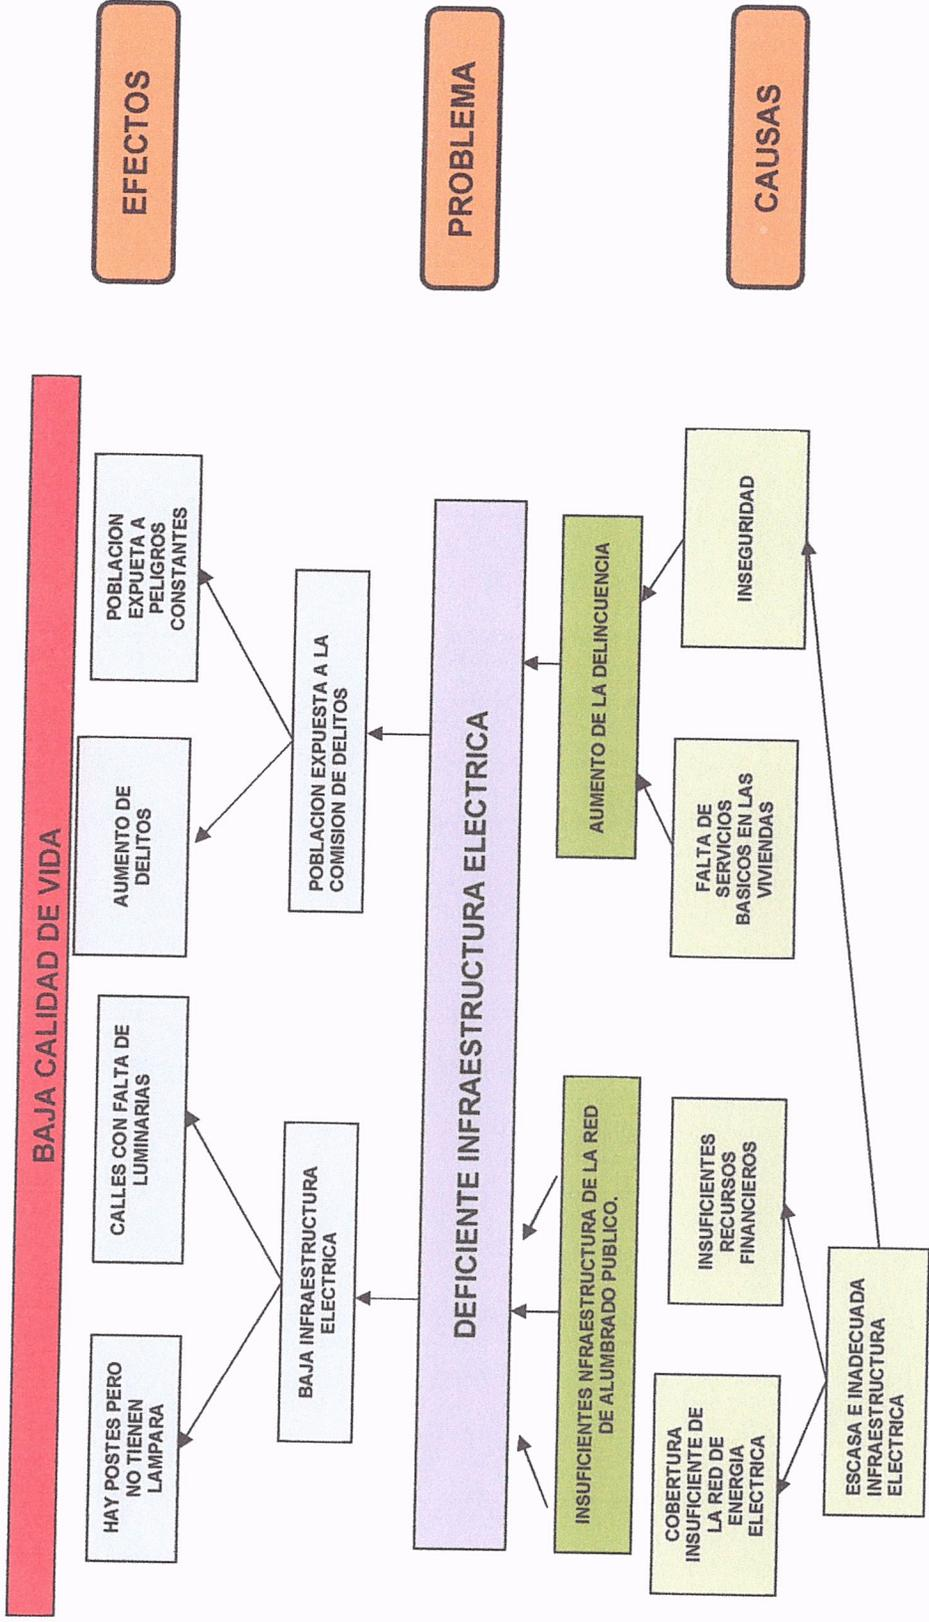 BAJA CALIDAD DE VIDA
HAY POSTES PERO
NO TIENEN
LAMPARA
CALLES CON FALTA DE
LUMINARIAS
AUMENTO DE
DELITOS
POBLACION
EXPUETA A
PELIGROS
CONSTANTES
EFECTOS
BAJA INFRAESTRUCTURA
ELECTRICA
POBLACION EXPUESTA A LA
COMISION DE DELITOS
DEFICIENTE INFRAESTRUCTURA ELECTRICA
PROBLEMA
INSUFICIENTES NFRAESTRUCTURA DE LA RED
DE ALUMBRADO PUBLICO.
AUMENTO DE LA DELINCUENCIA
COBERTURA
INSUFICIENTE DE
LA RED DE
ENERGIA
ELECTRICA
INSUFICIENTES
RECURSOS
FINANCIEROS
FALTA DE
SERVICIOS
BASICOS EN LAS
VIVIENDAS
INSEGURIDAD
CAUSAS
ESCASA E INADECUADA
INFRAESTRUCTURA
ELECTRICA